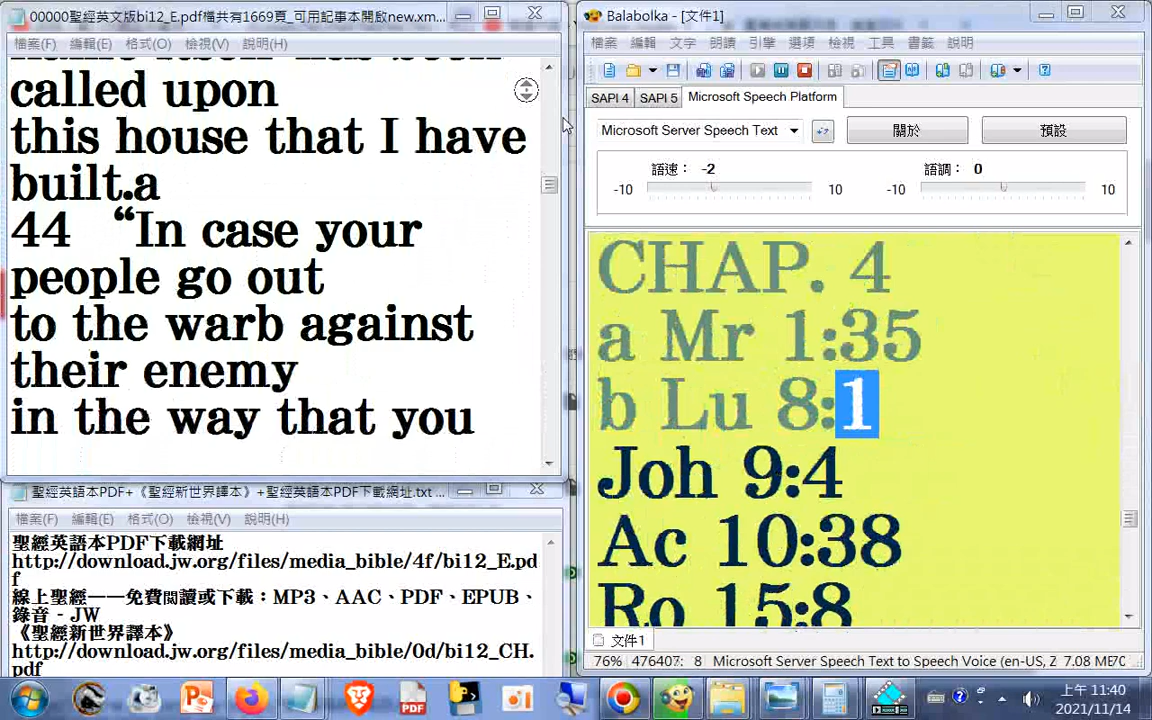 00000聖經英文版bi12_E.pdf檔共有1669頁_可用記事本開啟new.xm...
檔案(F) 編輯(E) 格式(O) 檢視(V) 說明(H)
called upon
this house that I have
built.a
44 “In case your
people go out
to the warb against
their enemy
in the way that you
聖經英語本PDF+《聖經新世界譯本》+聖經英語本PDF下載網址.txt ...
檔案(F) 編輯(E) 格式(O) 檢視(V) 說明(H)
聖經英語本PDF下載網址
http://download.jw.org/files/media_bible/4f/bi12_E.pd
f
線上聖經──免費閱讀或下載：MP3、AAC、PDF、EPUB、
錄音 - JW
《聖經新世界譯本》
http://download.jw.org/files/media_bible/0d/bi12_CH.
pdf
Balabolka - [文件1]
檔案 編輯 文字 朗讀 引擎 選項 檢視 工具 書籤 說明
SAPI 4 SAPI 5 Microsoft Speech Platform
Microsoft Server Speech Text 關於 預設
語速： -2 語調： 0
-10 10 -10 10
CHAP. 4
a Mr 1:35
b Lu 8:1
Joh 9:4
Ac 10:38
Ro 15:8
文件1
76% 476407: 8 Microsoft Server Speech Text to Speech Voice (en-US, Z 7.08 ME
上午 11:40
2021/11/14